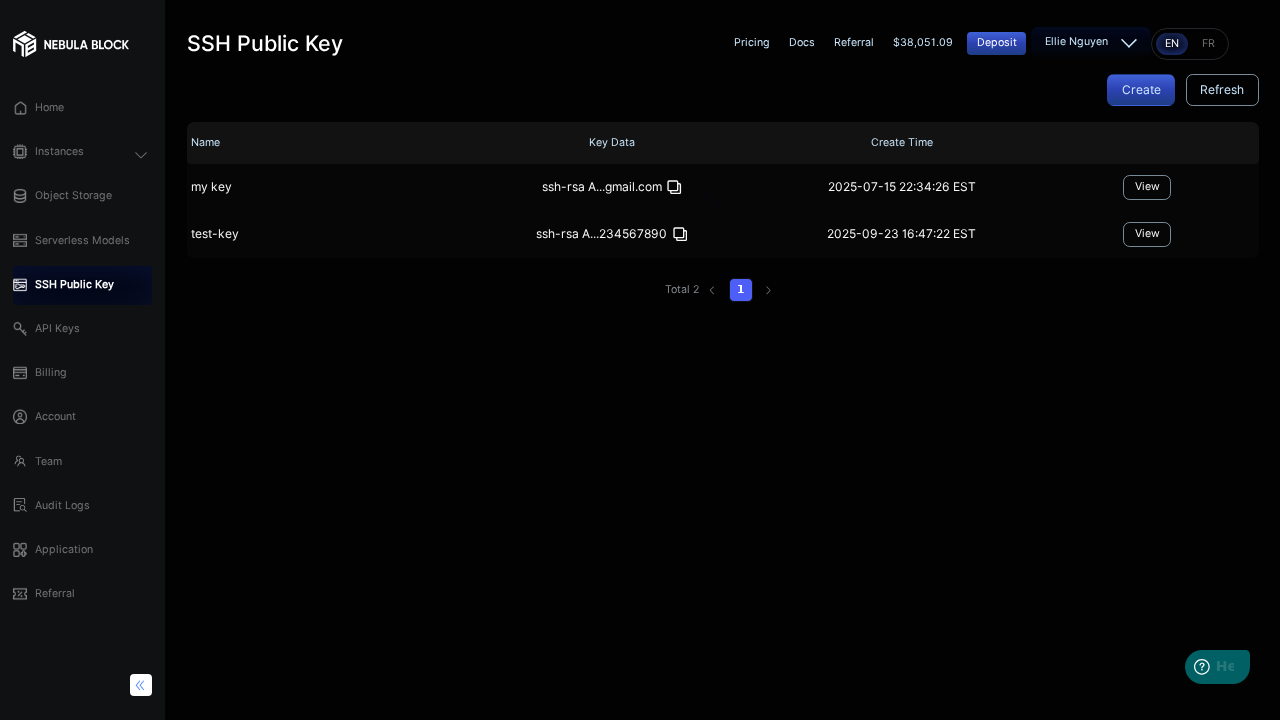 NEBULA BLOCK
SSH Public Key
Pricing
Docs
Referral
$38,051.09
Deposit
Ellie Nguyen
EN
FR
Create
Refresh
Home
Instances
Object Storage
Serverless Models
SSH Public Key
API Keys
Billing
Account
Team
Audit Logs
Application
Referral
Name
Key Data
Create Time
my key
ssh-rsa A...gmail.com
2025-07-15 22:34:26 EST
View
test-key
ssh-rsa A...234567890
2025-09-23 16:47:22 EST
View
Total 2
1